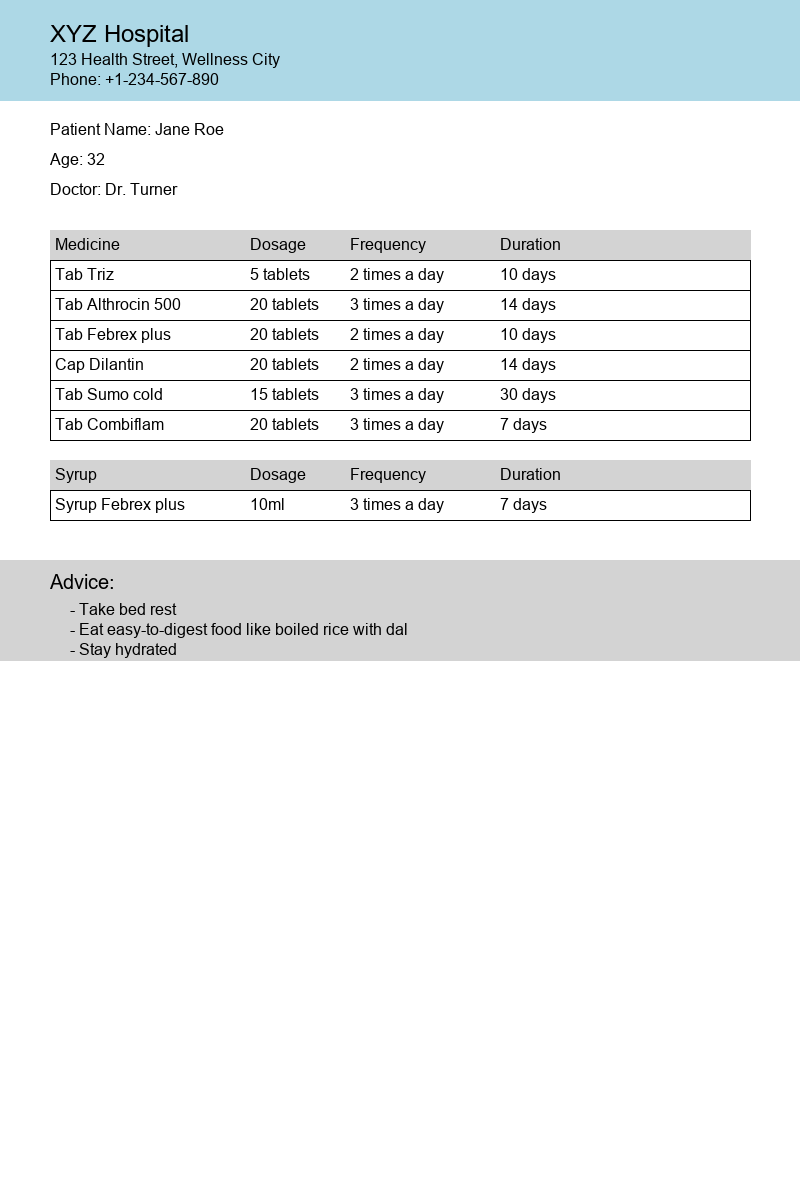 XYZ Hospital
123 Health Street, Wellness City
Phone: +1-234-567-890
Patient Name: Jane Roe
Age: 32
Doctor: Dr. Turner
Medicine Dosage Frequency Duration
Tab Triz 5 tablets 2 times a day 10 days
Tab Althrocin 500 20 tablets 3 times a day 14 days
Tab Febrex plus 20 tablets 2 times a day 10 days
Cap Dilantin 20 tablets 2 times a day 14 days
Tab Sumo cold 15 tablets 3 times a day 30 days
Tab Combiflam 20 tablets 3 times a day 7 days
Syrup Dosage Frequency Duration
Syrup Febrex plus 10ml 3 times a day 7 days
Advice:
- Take bed rest
- Eat easy-to-digest food like boiled rice with dal
- Stay hydrated